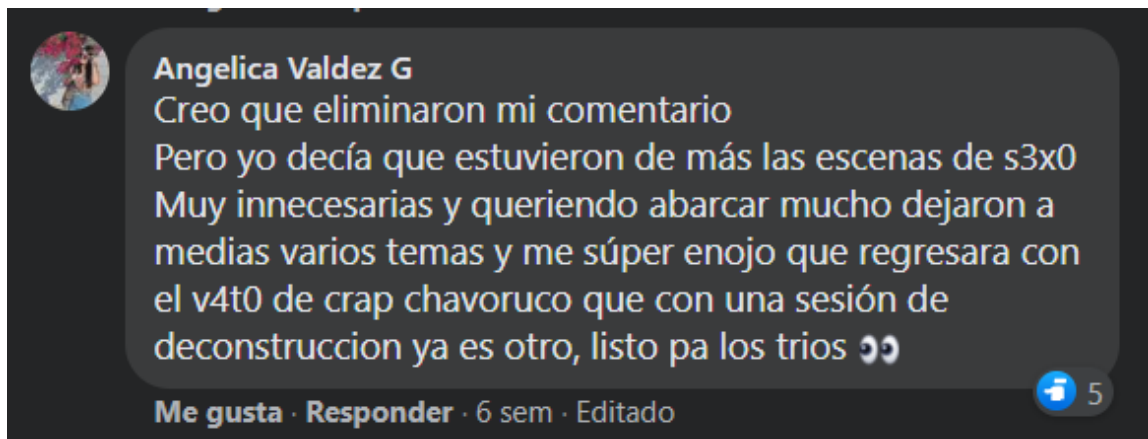 Angelica Valdez G
Creo que eliminaron mi comentario
Pero yo decía que estuvieron de más las escenas de s3x0
Muy innecesarias y queriendo abarcar mucho dejaron a
medias varios temas y me súper enojo que regresara con
el v4t0 de crap chavoruco que con una sesión de
deconstruccion ya es otro, listo pa los trios 👀
5
Me gusta · Responder · 6 sem · Editado